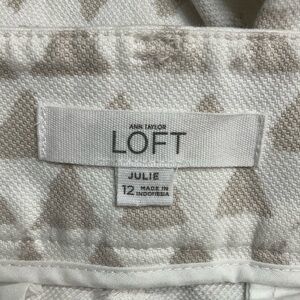 ANN TAYLOR
LOFT
JULIE
12 MADE IN
INDONESIA